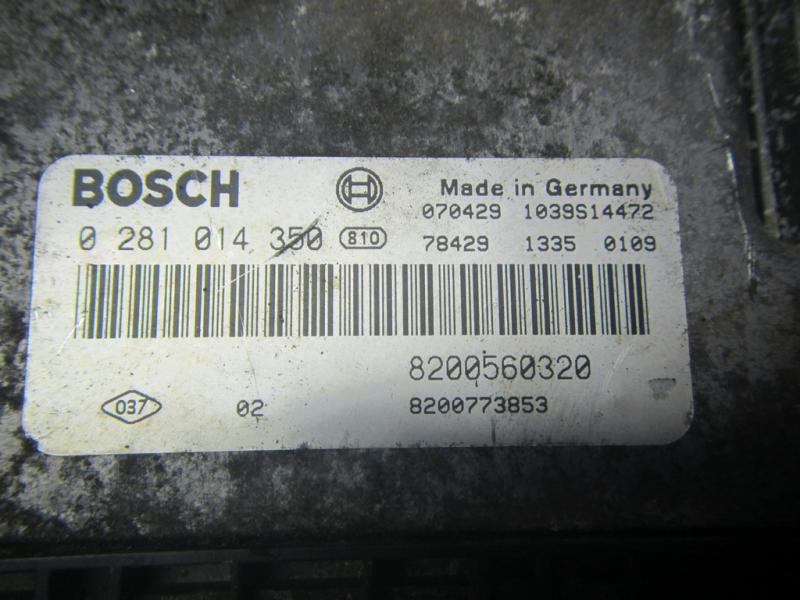 BOSCH
Made in Germany
070429 1039S14472
0 281 014 350 810
78429 1335 0109
8200560320
037 02 8200773853